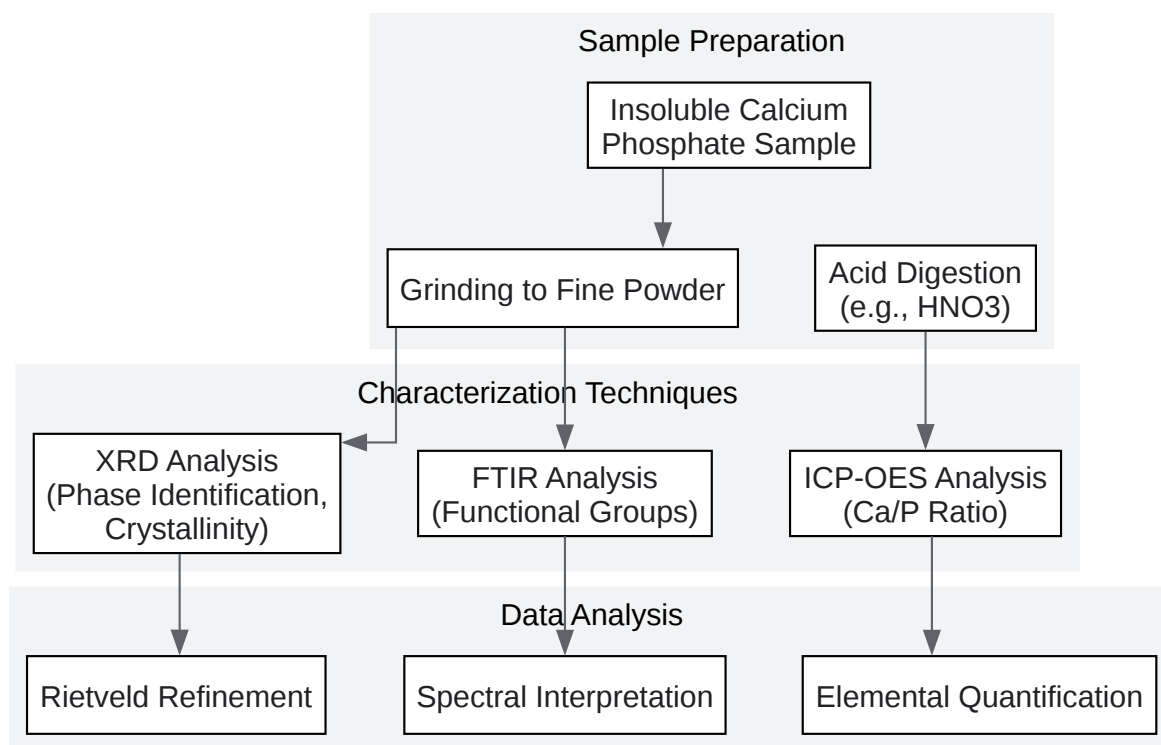 Sample Preparation
Insoluble Calcium
Phosphate Sample
Grinding to Fine Powder
Acid Digestion
(e.g., HNO3)
Characterization Techniques
XRD Analysis
(Phase Identification,
Crystallinity)
FTIR Analysis
(Functional Groups)
ICP-OES Analysis
(Ca/P Ratio)
Data Analysis
Rietveld Refinement
Spectral Interpretation
Elemental Quantification